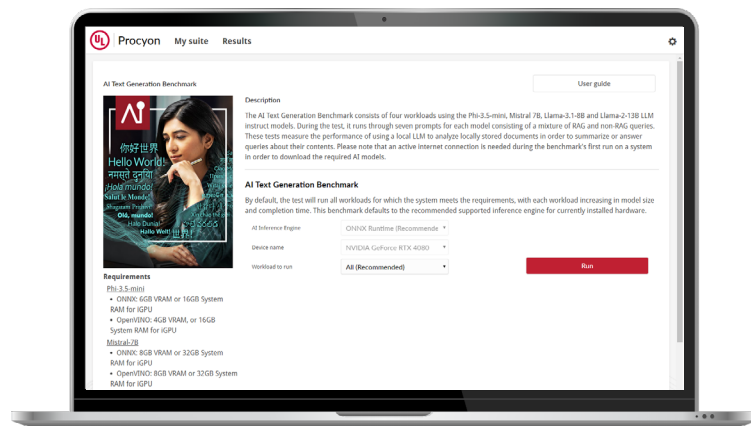 UL Procyon My suite Results
AI Text Generation Benchmark
User guide
AI
你好世界
Hello World!
नमस्ते दुनिया
¡Hola mundo!
Salut le Monde!
Shagatam Prithivi!
Olá, mundo!
Halo Dunia!
Hallo Welt!
Description
The AI Text Generation Benchmark consists of four workloads using the Phi-3.5-mini, Mistral 7B, Llama-3.1-8B and Llama-2-13B LLM
instruct models. During the test, it runs through seven prompts for each model consisting of a mixture of RAG and non-RAG queries.
These tests measure the performance of using a local LLM to analyze locally stored documents in order to summarize or answer
queries about their contents. Please note that an active internet connection is needed during the benchmark's first run on a system
in order to download the required AI models.
AI Text Generation Benchmark
By default, the test will run all workloads for which the system meets the requirements, with each workload increasing in model size
and completion time. This benchmark defaults to the recommended supported inference engine for currently installed hardware.
AI Inference Engine ONNX Runtime (Recommende
Device name NVIDIA GeForce RTX 4080
Workload to run All (Recommended)
Run
Requirements
Phi-3.5-mini
• ONNX: 6GB VRAM or 16GB System
RAM for iGPU
• OpenVINO: 4GB VRAM, or 16GB
System RAM for iGPU
Mistral-7B
• ONNX: 8GB VRAM or 32GB System
RAM for iGPU
• OpenVINO: 8GB VRAM or 32GB System
RAM for iGPU